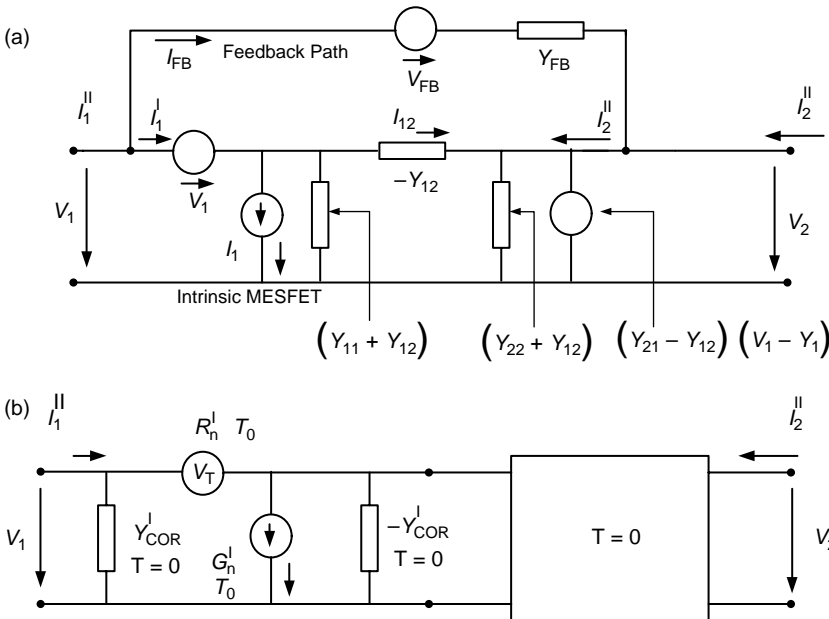 (a)
I_FB Feedback Path
V_FB
Y_FB
I_1^II
I_1^I
I_12
I_2^II
I_2^II
V_1
–Y_12
V_1
I_1
V_2
Intrinsic MESFET
(Y_11 + Y_12) (Y_22 + Y_12) (Y_21 – Y_12) (V_1 – Y_1)
(b)
I_1^II
R_n^I T_0
I_2^II
V_T
V_1
Y_COR^I
T = 0
G_n^I
T_0
–Y_COR^I
T = 0
T = 0
V_2